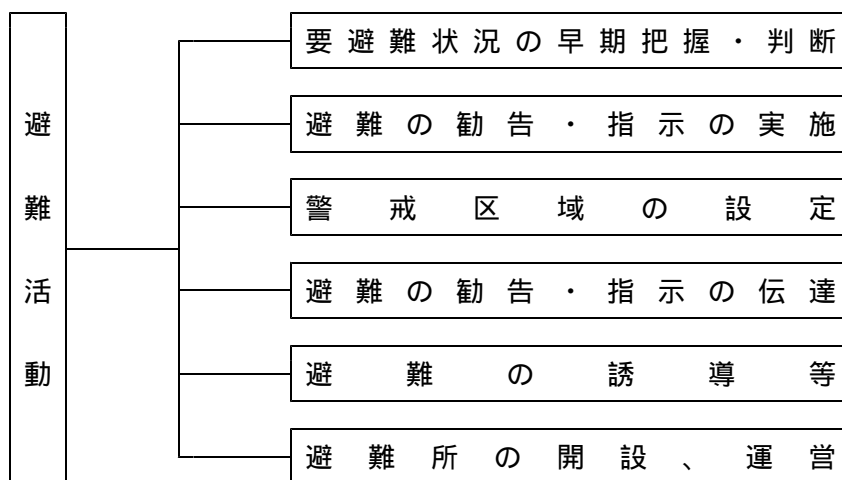 避難活動
要避難状況の早期把握・判断
避難の勧告・指示の実施
警戒区域の設定
避難の勧告・指示の伝達
避難の誘導等
避難所の開設、運営